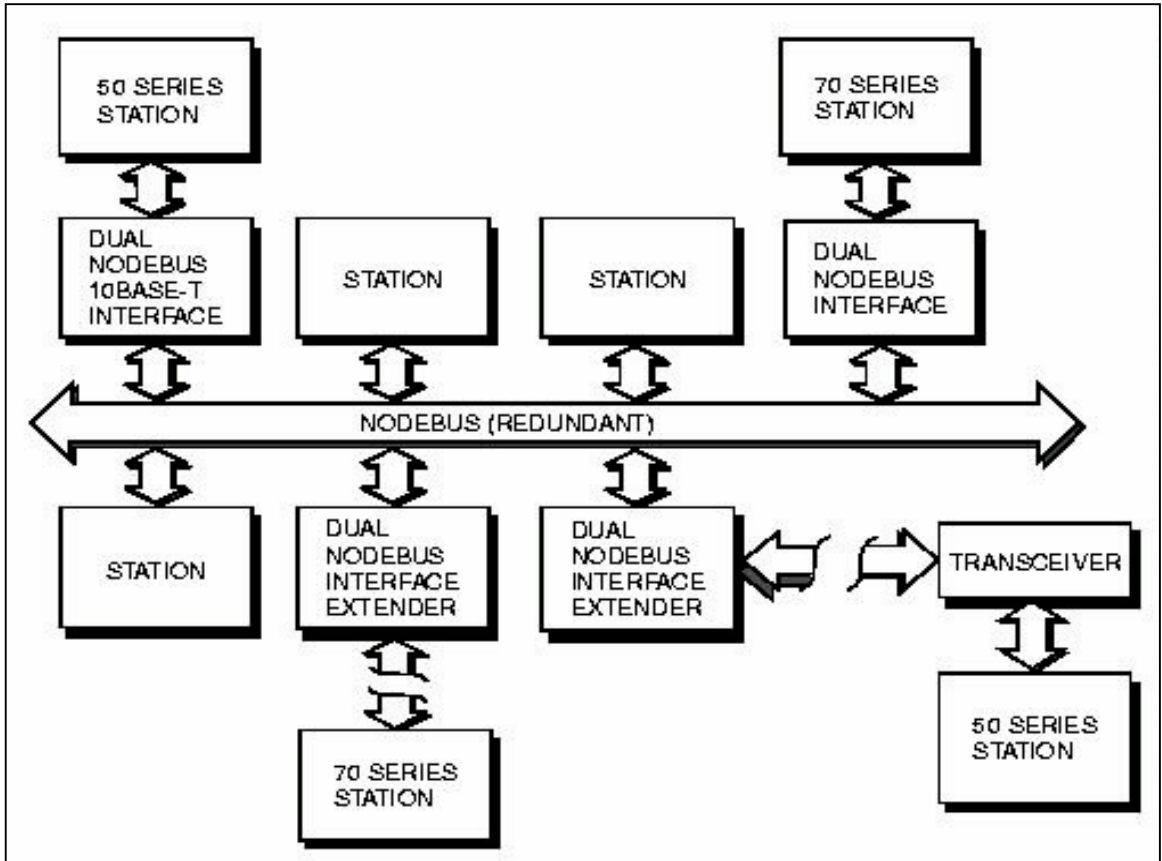 50 SERIES
STATION
70 SERIES
STATION
DUAL
NODEBUS
10BASE-T
INTERFACE
STATION
STATION
DUAL
NODEBUS
INTERFACE
NODEBUS (REDUNDANT)
STATION
DUAL
NODEBUS
INTERFACE
EXTENDER
DUAL
NODEBUS
INTERFACE
EXTENDER
TRANSCEIVER
70 SERIES
STATION
50 SERIES
STATION